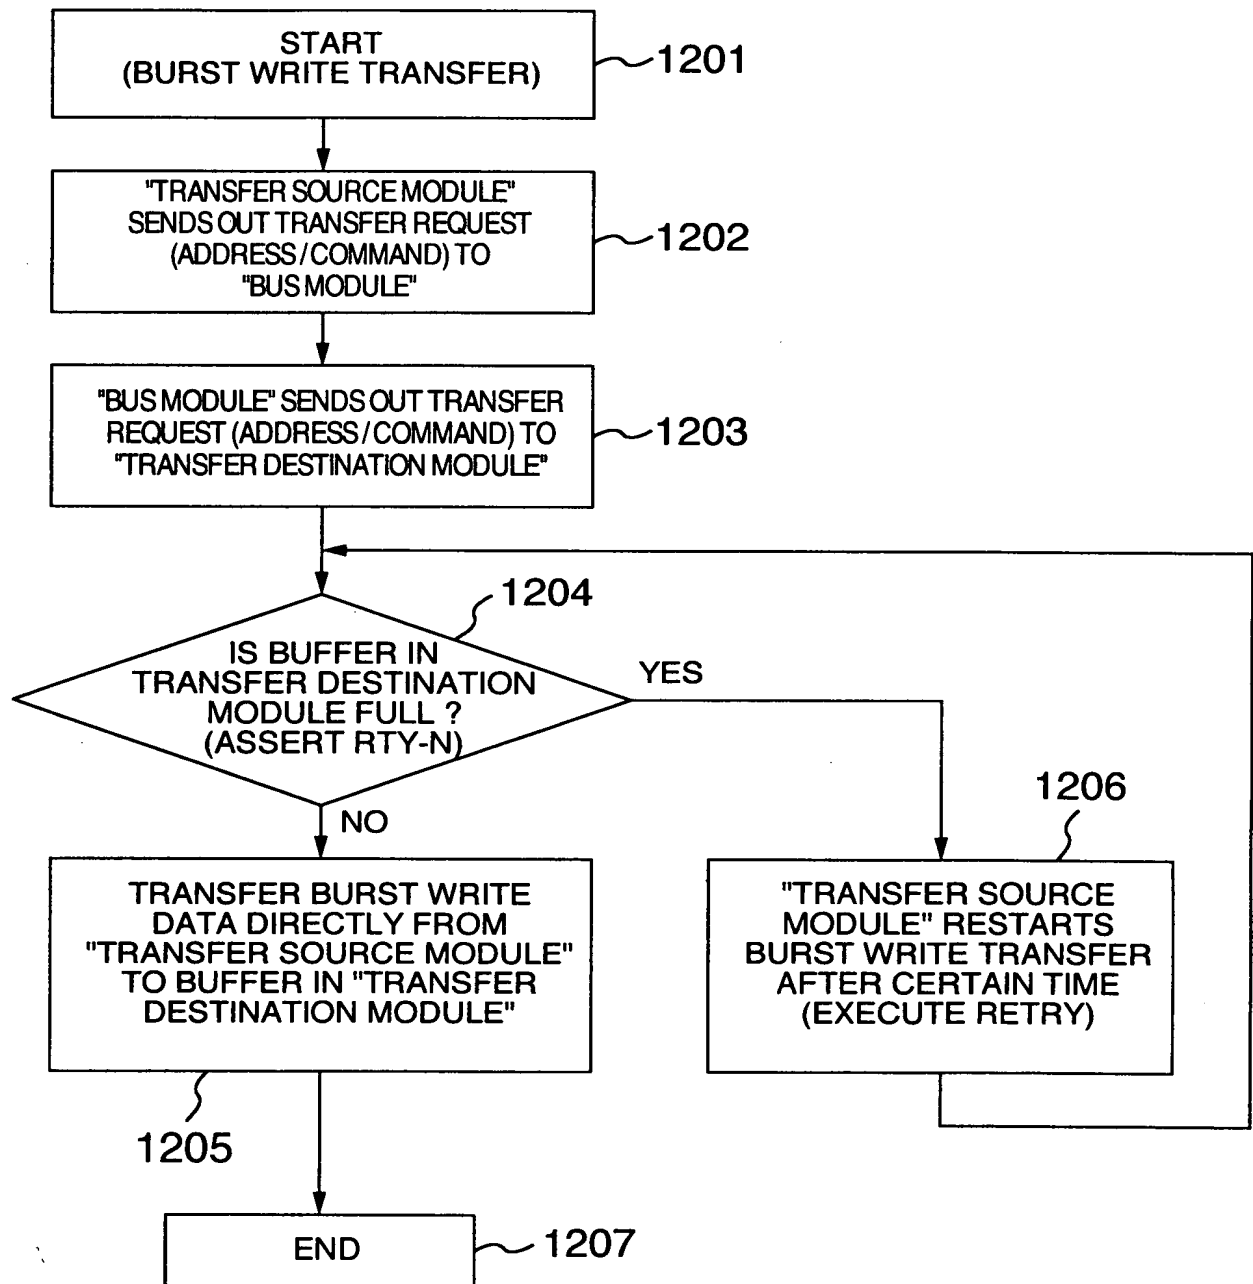 START
(BURST WRITE TRANSFER)
1201
"TRANSFER SOURCE MODULE"
SENDS OUT TRANSFER REQUEST
(ADDRESS/COMMAND) TO
"BUS MODULE"
1202
"BUS MODULE" SENDS OUT TRANSFER
REQUEST (ADDRESS/COMMAND) TO
"TRANSFER DESTINATION MODULE"
1203
1204
IS BUFFER IN
TRANSFER DESTINATION
MODULE FULL ?
(ASSERT RTY-N)
YES
NO
1206
TRANSFER BURST WRITE
DATA DIRECTLY FROM
"TRANSFER SOURCE MODULE"
TO BUFFER IN "TRANSFER
DESTINATION MODULE"
1205
"TRANSFER SOURCE
MODULE" RESTARTS
BURST WRITE TRANSFER
AFTER CERTAIN TIME
(EXECUTE RETRY)
END
1207